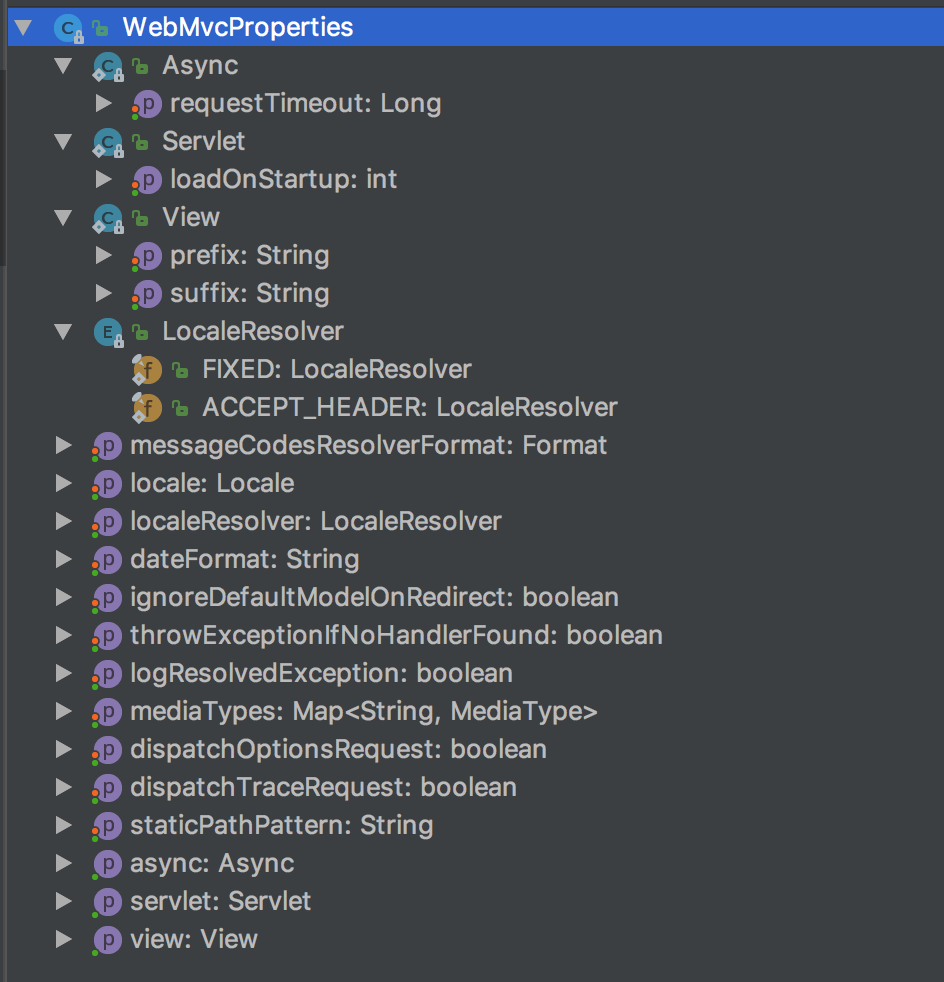 WebMvcProperties
Async
requestTimeout: Long
Servlet
loadOnStartup: int
View
prefix: String
suffix: String
LocaleResolver
FIXED: LocaleResolver
ACCEPT_HEADER: LocaleResolver
messageCodesResolverFormat: Format
locale: Locale
localeResolver: LocaleResolver
dateFormat: String
ignoreDefaultModelOnRedirect: boolean
throwExceptionIfNoHandlerFound: boolean
logResolvedException: boolean
mediaTypes: Map<String, MediaType>
dispatchOptionsRequest: boolean
dispatchTraceRequest: boolean
staticPathPattern: String
async: Async
servlet: Servlet
view: View